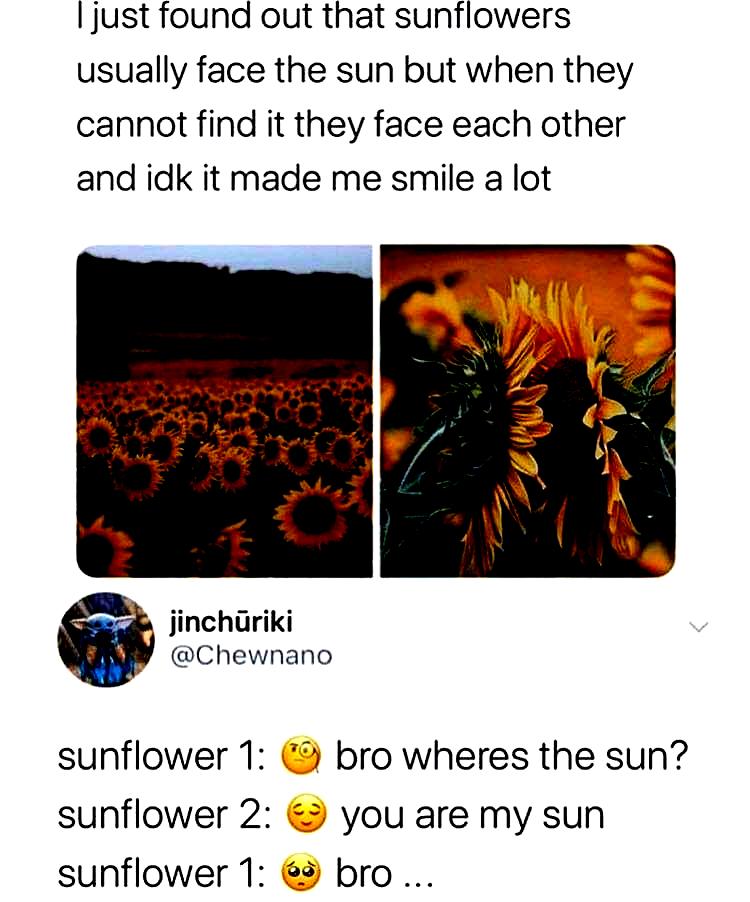 I just found out that sunflowers
usually face the sun but when they
cannot find it they face each other
and idk it made me smile a lot
jinchūriki
@Chewnano
sunflower 1: 🧐 bro wheres the sun?
sunflower 2: 😌 you are my sun
sunflower 1: 🥺 bro ...